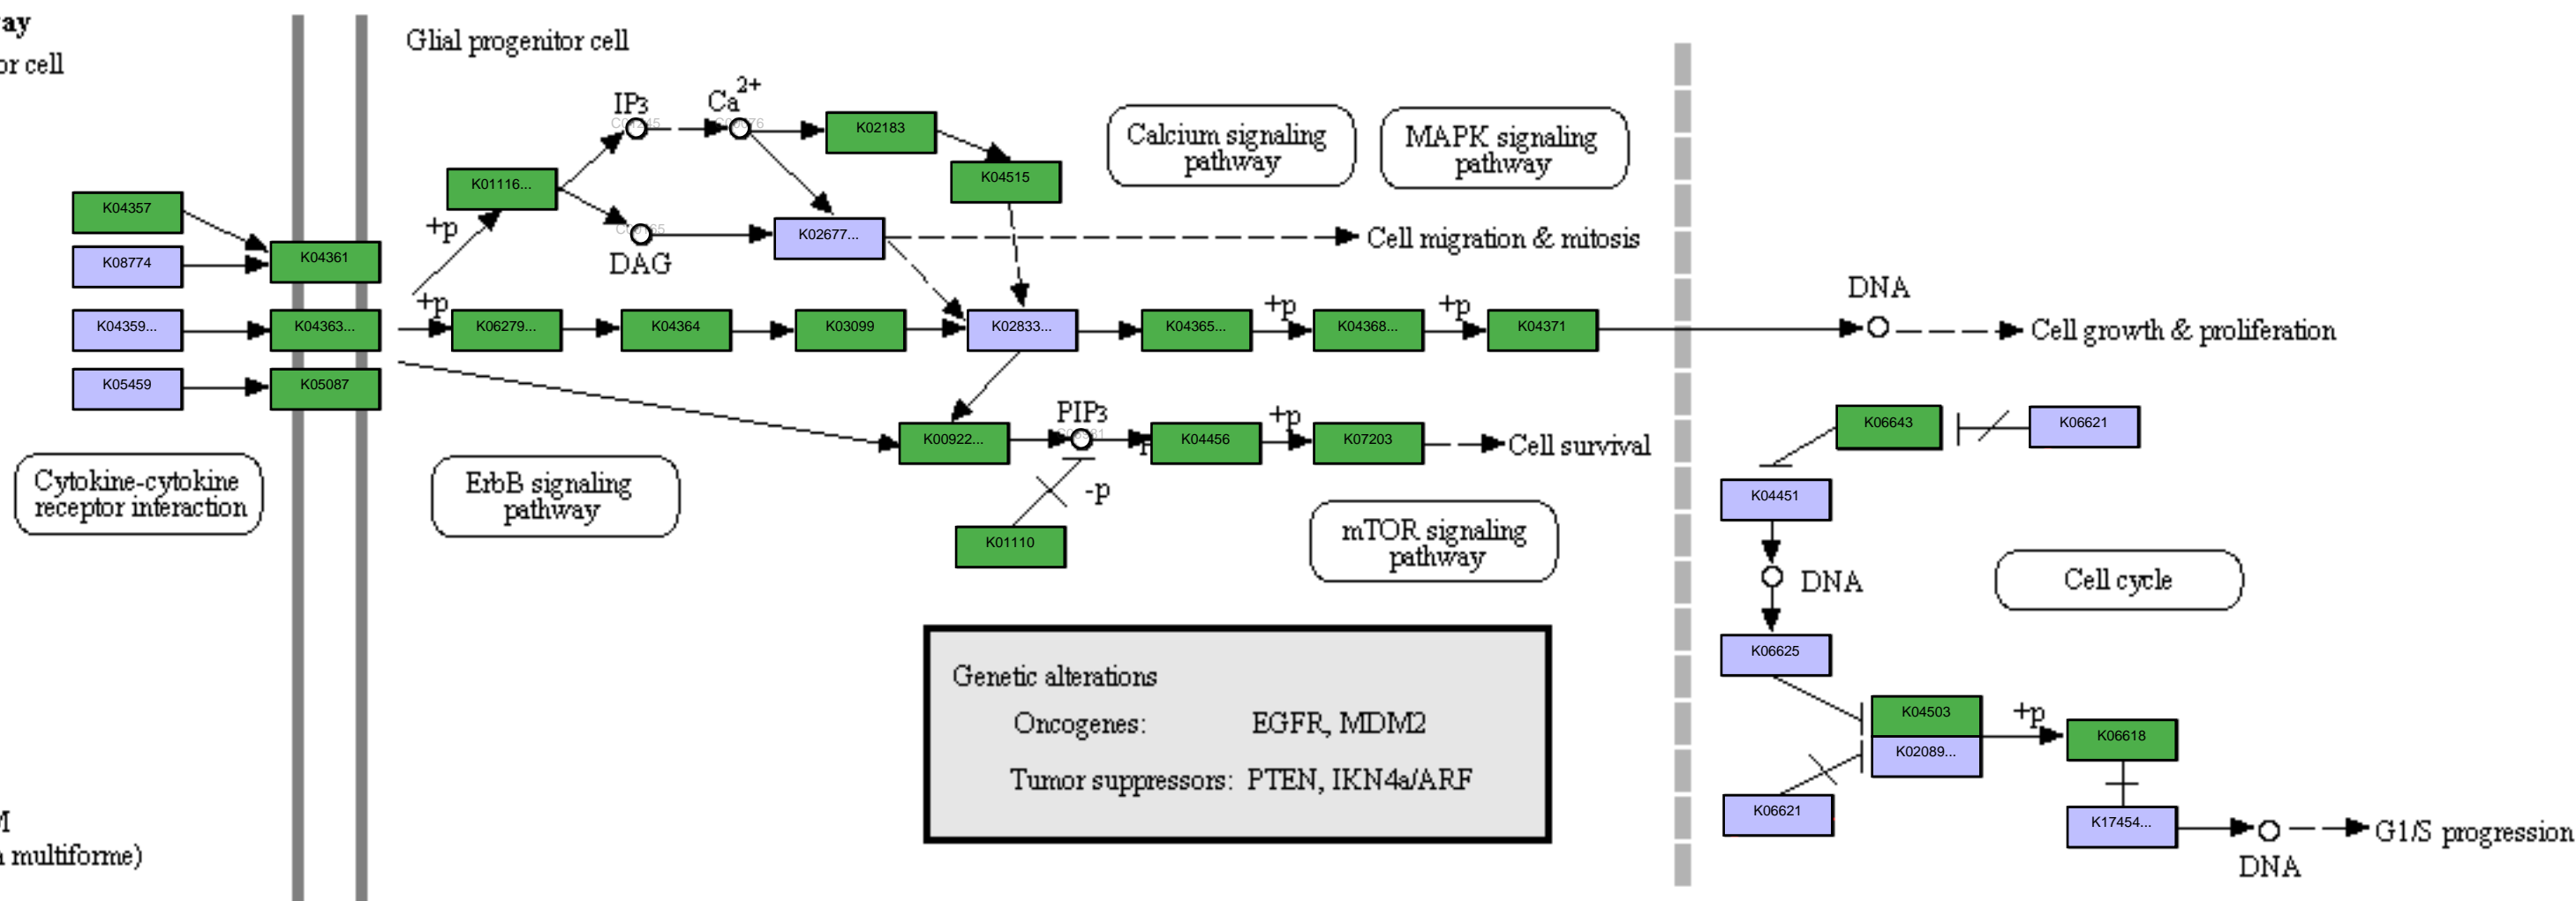 ay
or cell
Glial progenitor cell
IP3
Ca2+
K02183
K04515
Calcium signaling
pathway
MAPK signaling
pathway
K01116...
+p
DAG
K02677...
Cell migration & mitosis
K04357
K08774
K04361
K04359...
K04363...
K05459
K05087
+p
K06279...
K04364
K03099
K02833...
K04365...
+p
K04368...
+p
K04371
DNA
Cell growth & proliferation
K00922...
PIP3
K04456
+p
K07203
Cell survival
-p
K01110
Cytokine-cytokine
receptor interaction
ErbB signaling
pathway
mTOR signaling
pathway
K06643
K06621
K04451
DNA
Cell cycle
K06625
K04503
K02089...
+p
K06618
K06621
K17454...
DNA
G1/S progression
Genetic alterations
Oncogenes: EGFR, MDM2
Tumor suppressors: PTEN, IKN4a/ARF
M
multiforme)